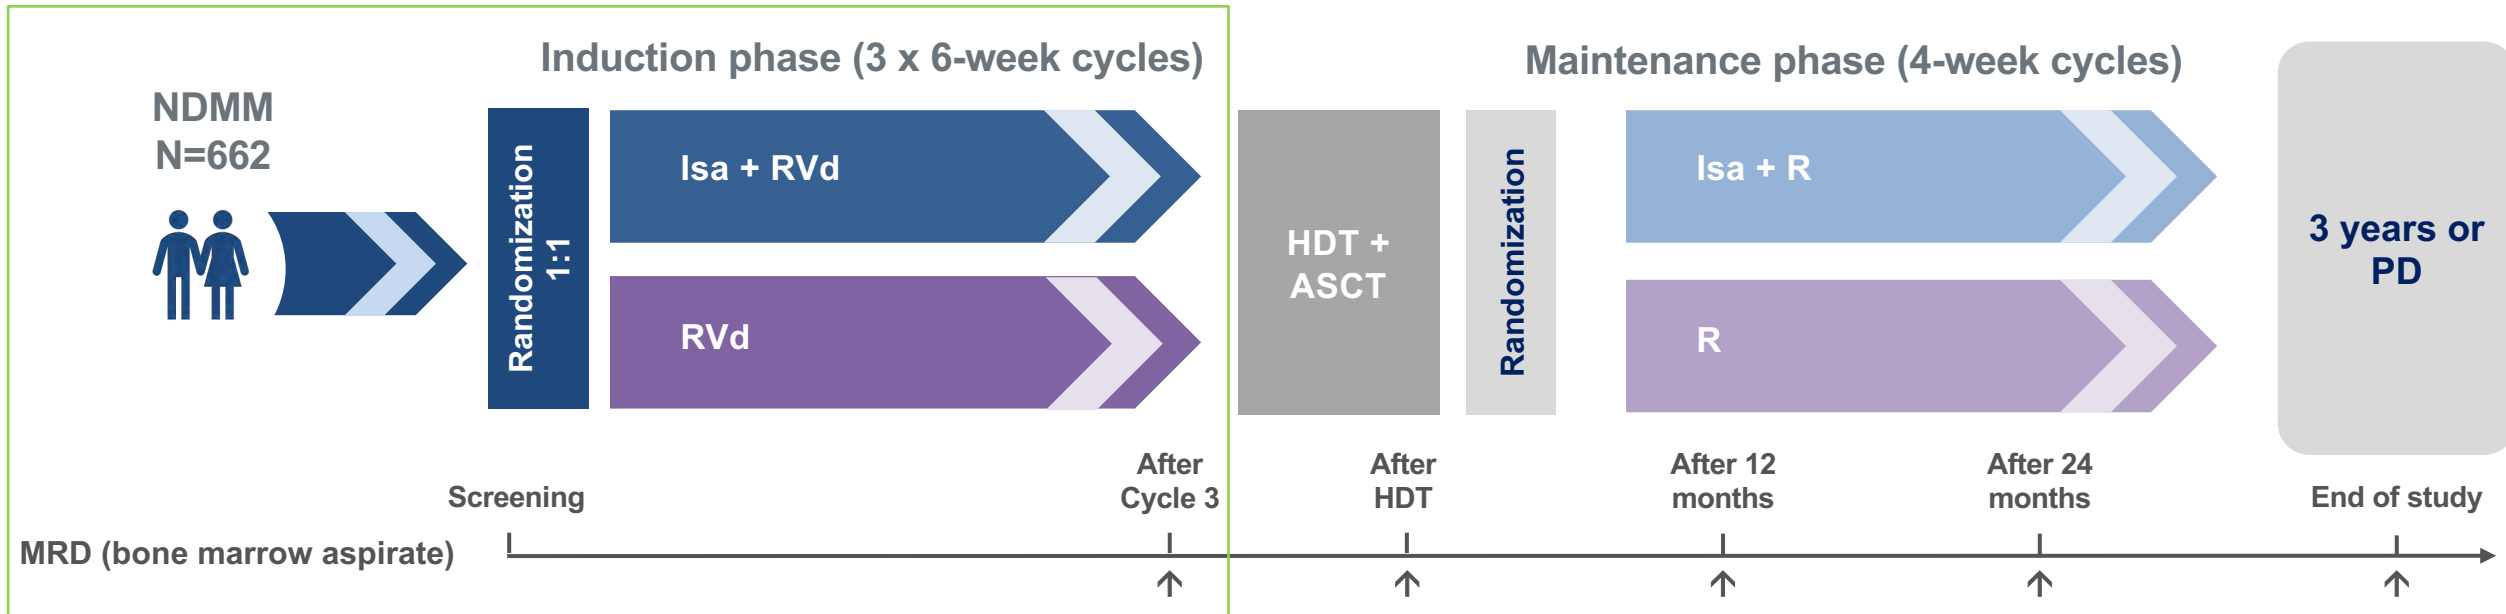 Induction phase (3 x 6-week cycles)
Maintenance phase (4-week cycles)
NDMM
N=662
Randomization
1:1
Isa + RVd
RVd
HDT +
ASCT
Randomization
Isa + R
R
3 years or
PD
Screening
After
Cycle 3
After
HDT
After 12
months
After 24
months
End of study
MRD (bone marrow aspirate)